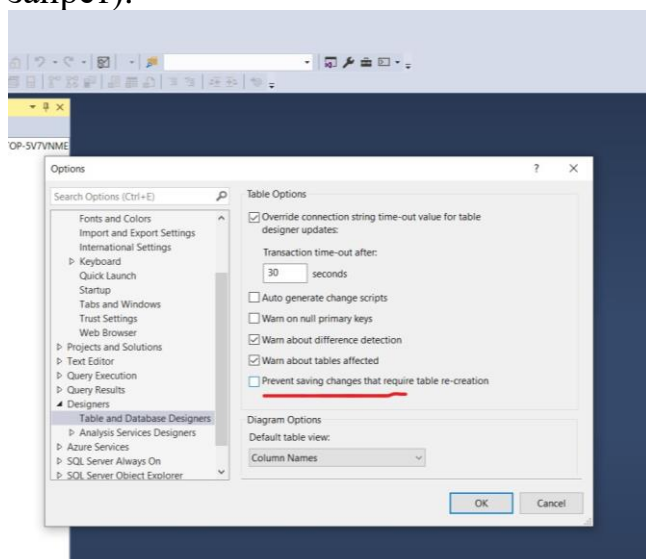 запрет).
TOP-SV7VNME
Options
? X
Search Options (Ctrl+E)
Fonts and Colors
Import and Export Settings
International Settings
Keyboard
Quick Launch
Startup
Tabs and Windows
Trust Settings
Web Browser
Projects and Solutions
Text Editor
Query Execution
Query Results
Designers
Table and Database Designers
Analysis Services Designers
Azure Services
SQL Server Always On
SQL Server Object Explorer
Table Options
Override connection string time-out value for table
designer updates:
Transaction time-out after:
30 seconds
Auto generate change scripts
Warn on null primary keys
Warn about difference detection
Warn about tables affected
Prevent saving changes that require table re-creation
Diagram Options
Default table view:
Column Names
OK Cancel